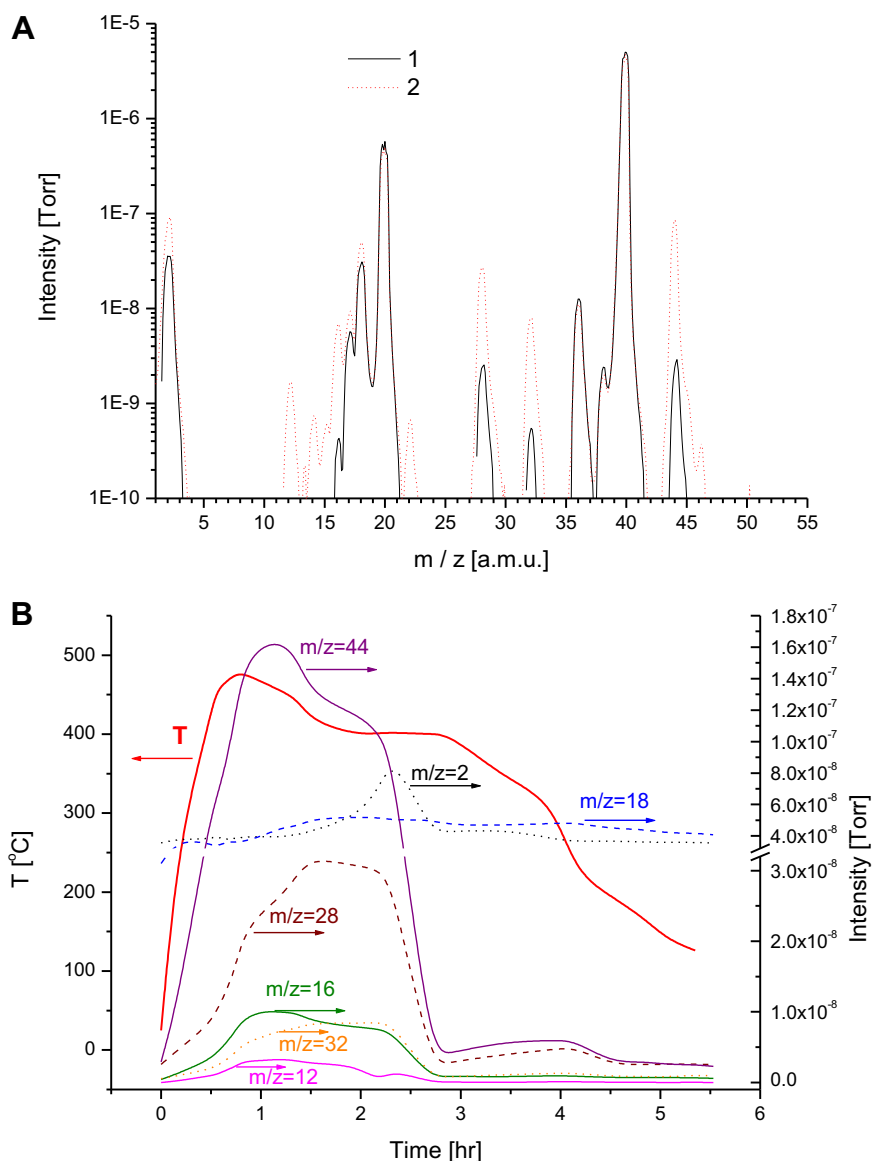 A
1E-5
1
2
1E-6
Intensity [Torr]
1E-7
1E-8
1E-9
1E-10
5 10 15 20 25 30 35 40 45 50 55
m / z [a.m.u.]
B
1.8x10⁻⁷
500
m/z=44
1.6x10⁻⁷
1.4x10⁻⁷
400
T
1.2x10⁻⁷
1.0x10⁻⁷
m/z=2
8.0x10⁻⁸
300
m/z=18
6.0x10⁻⁸
4.0x10⁻⁸
T [°C]
Intensity [Torr]
200
3.0x10⁻⁸
m/z=28
2.0x10⁻⁸
100
m/z=16
1.0x10⁻⁸
0
m/z=32
m/z=12
0.0
0 1 2 3 4 5 6
Time [hr]